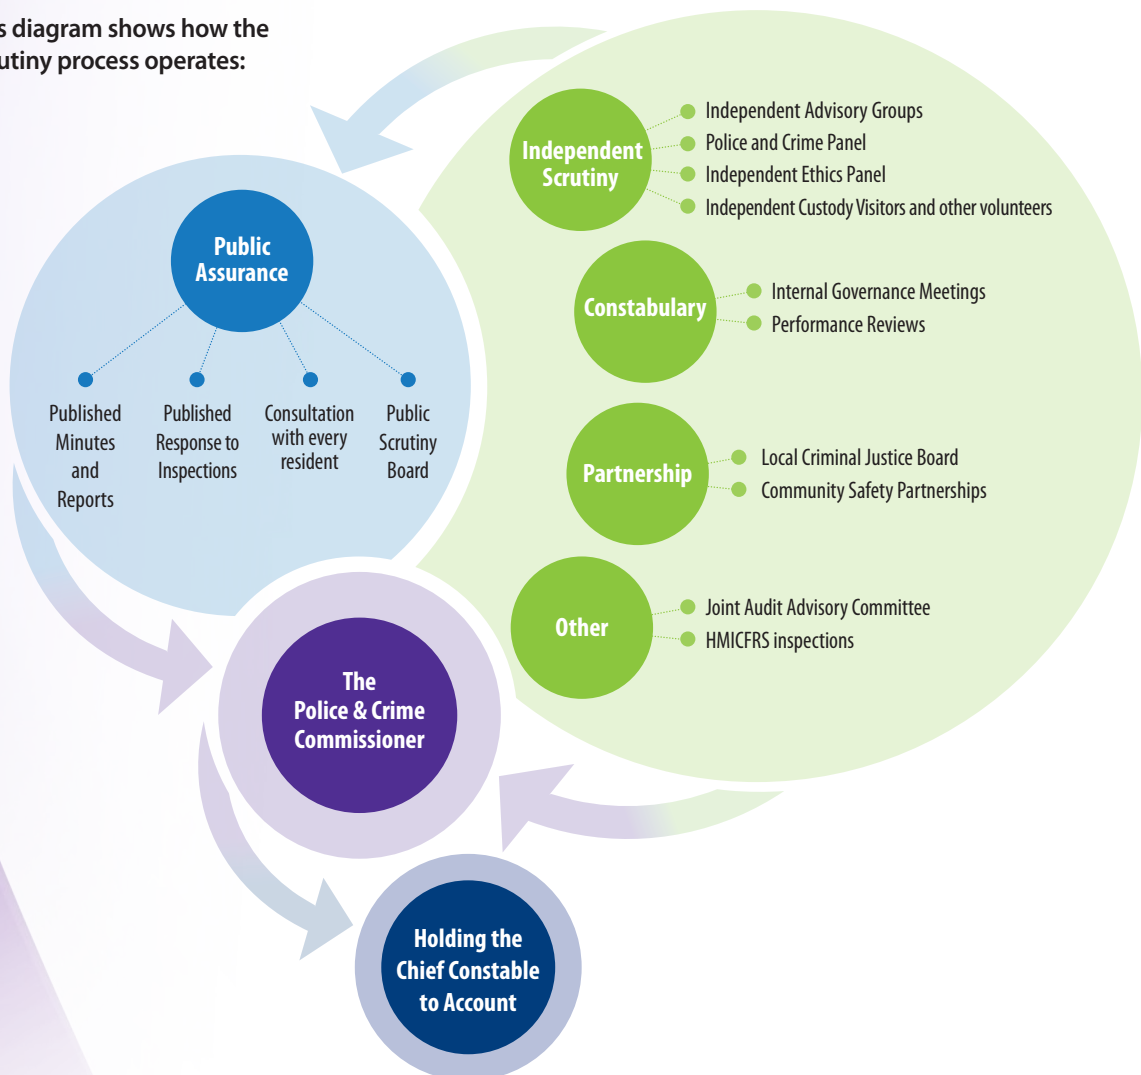 s diagram shows how the
utiny process operates:
Public
Assurance
Published
Minutes
and
Reports
Published
Response to
Inspections
Consultation
with every
resident
Public
Scrutiny
Board
Independent
Scrutiny
Independent Advisory Groups
Police and Crime Panel
Independent Ethics Panel
Independent Custody Visitors and other volunteers
Constabulary
Internal Governance Meetings
Performance Reviews
Partnership
Local Criminal Justice Board
Community Safety Partnerships
Other
Joint Audit Advisory Committee
HMICFRS inspections
The
Police & Crime
Commissioner
Holding the
Chief Constable
to Account